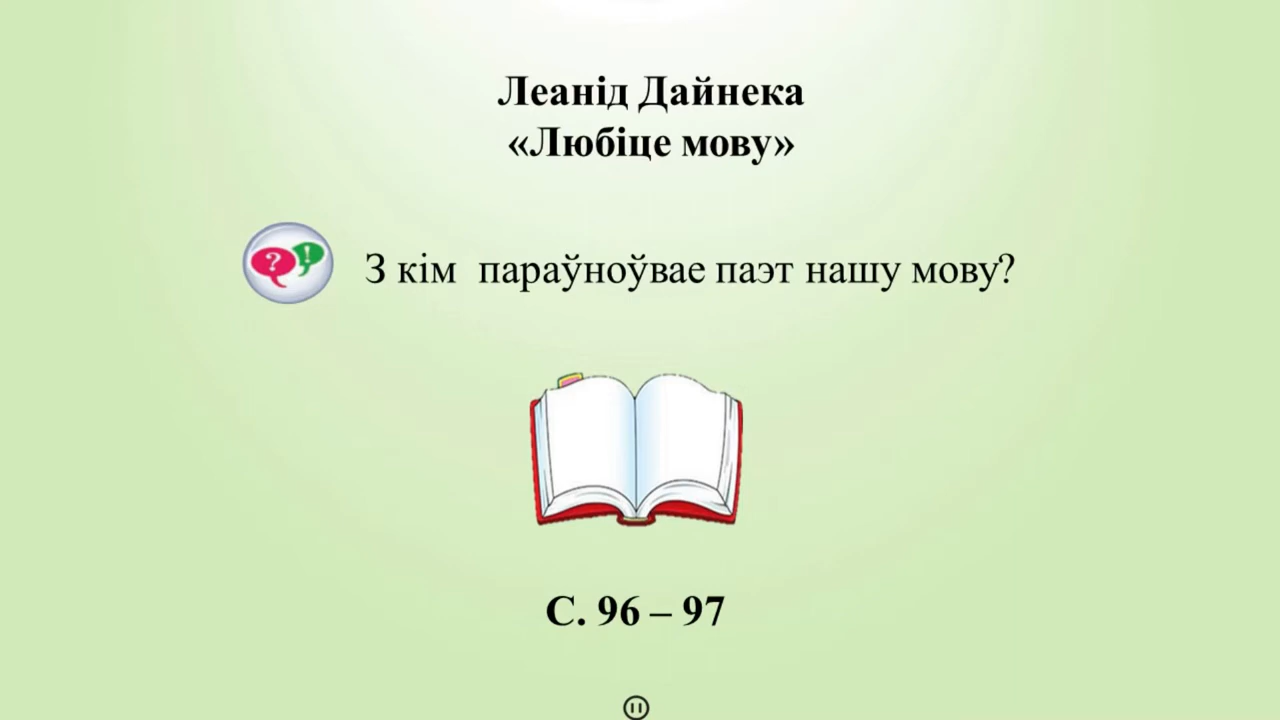 Леанід Дайнека
«Любіце мову»
З кім параўноўвае паэт нашу мову?
С. 96 – 97